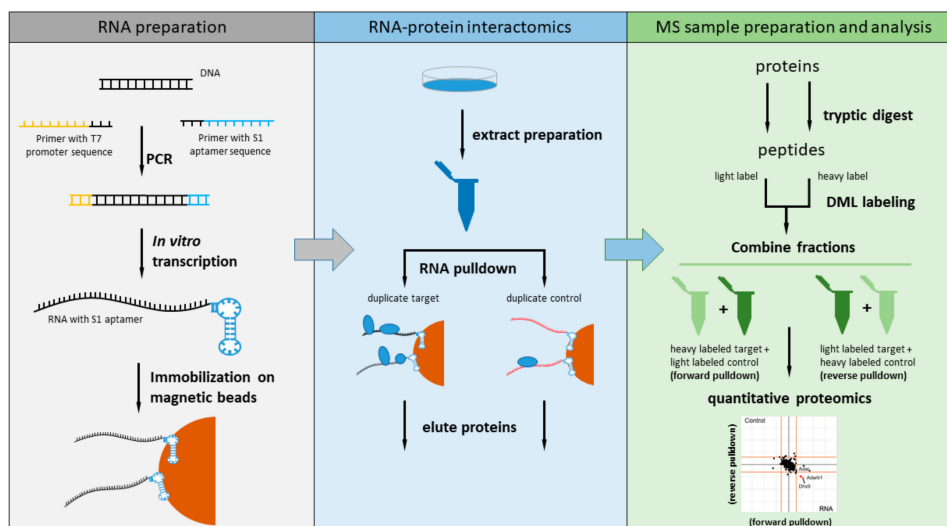 RNA preparation
DNA
Primer with T7
promoter sequence
Primer with S1
aptamer sequence
PCR
In vitro
transcription
RNA with S1 aptamer
Immobilization on
magnetic beads
RNA-protein interactomics
extract preparation
RNA pulldown
duplicate target
duplicate control
elute proteins
MS sample preparation and analysis
proteins
tryptic digest
peptides
light label
heavy label
DML labeling
Combine fractions
+
+
heavy labeled target +
light labeled control
(forward pulldown)
light labeled target +
heavy labeled control
(reverse pulldown)
quantitative proteomics
(reverse pulldown)
Control
Adar
Adarb1
Dhx9
RNA
(forward pulldown)